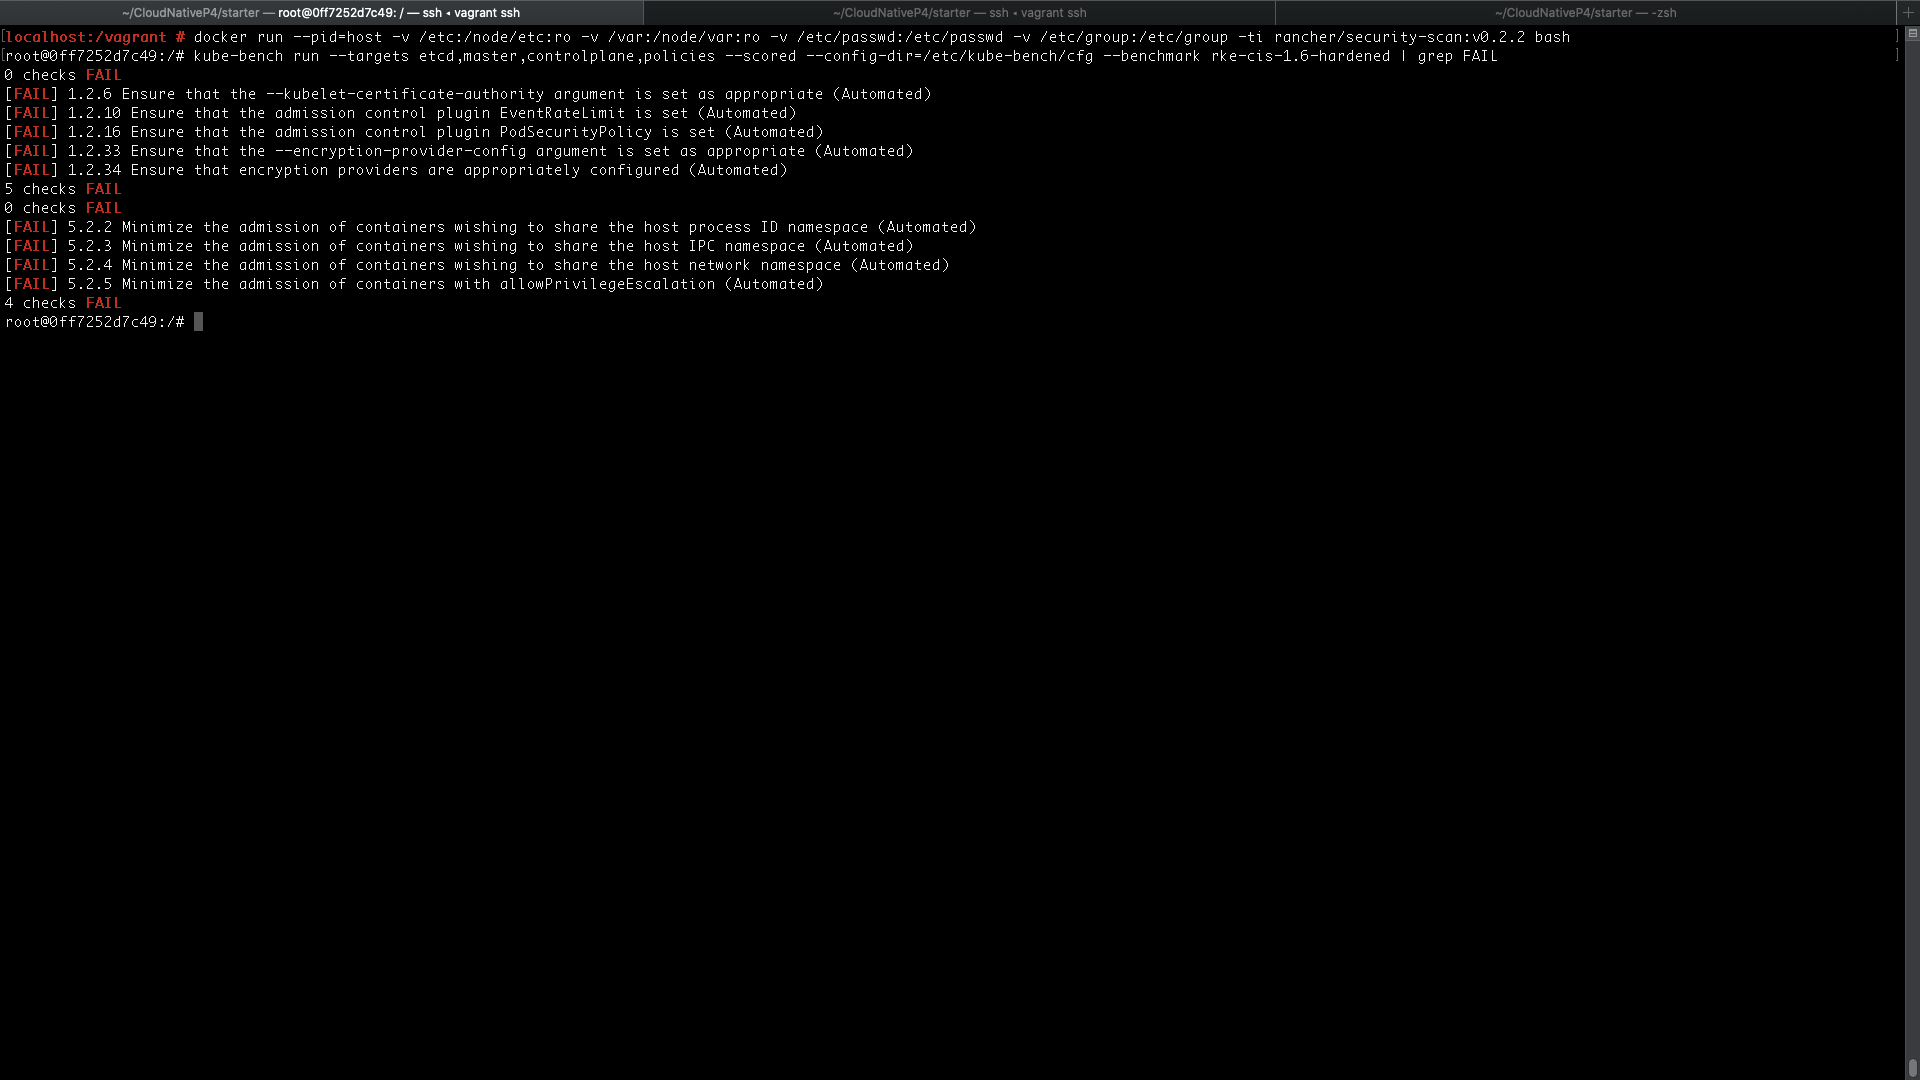 ~/CloudNativeP4/starter — root@0ff7252d7c49: / — ssh ◂ vagrant ssh
~/CloudNativeP4/starter — ssh ◂ vagrant ssh
~/CloudNativeP4/starter — -zsh
[localhost:/vagrant # docker run --pid=host -v /etc:/node/etc:ro -v /var:/node/var:ro -v /etc/passwd:/etc/passwd -v /etc/group:/etc/group -ti rancher/security-scan:v0.2.2 bash ]
[root@0ff7252d7c49:/# kube-bench run --targets etcd,master,controlplane,policies --scored --config-dir=/etc/kube-bench/cfg --benchmark rke-cis-1.6-hardened | grep FAIL ]
0 checks FAIL
[FAIL] 1.2.6 Ensure that the --kubelet-certificate-authority argument is set as appropriate (Automated)
[FAIL] 1.2.10 Ensure that the admission control plugin EventRateLimit is set (Automated)
[FAIL] 1.2.16 Ensure that the admission control plugin PodSecurityPolicy is set (Automated)
[FAIL] 1.2.33 Ensure that the --encryption-provider-config argument is set as appropriate (Automated)
[FAIL] 1.2.34 Ensure that encryption providers are appropriately configured (Automated)
5 checks FAIL
0 checks FAIL
[FAIL] 5.2.2 Minimize the admission of containers wishing to share the host process ID namespace (Automated)
[FAIL] 5.2.3 Minimize the admission of containers wishing to share the host IPC namespace (Automated)
[FAIL] 5.2.4 Minimize the admission of containers wishing to share the host network namespace (Automated)
[FAIL] 5.2.5 Minimize the admission of containers with allowPrivilegeEscalation (Automated)
4 checks FAIL
root@0ff7252d7c49:/#